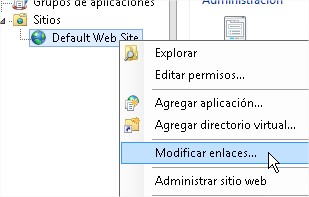 Grupos de aplicaciones
Administración
Sitios
Default Web Site
Explorar
Editar permisos...
Agregar aplicación...
Agregar directorio virtual...
Modificar enlaces...
Administrar sitio web